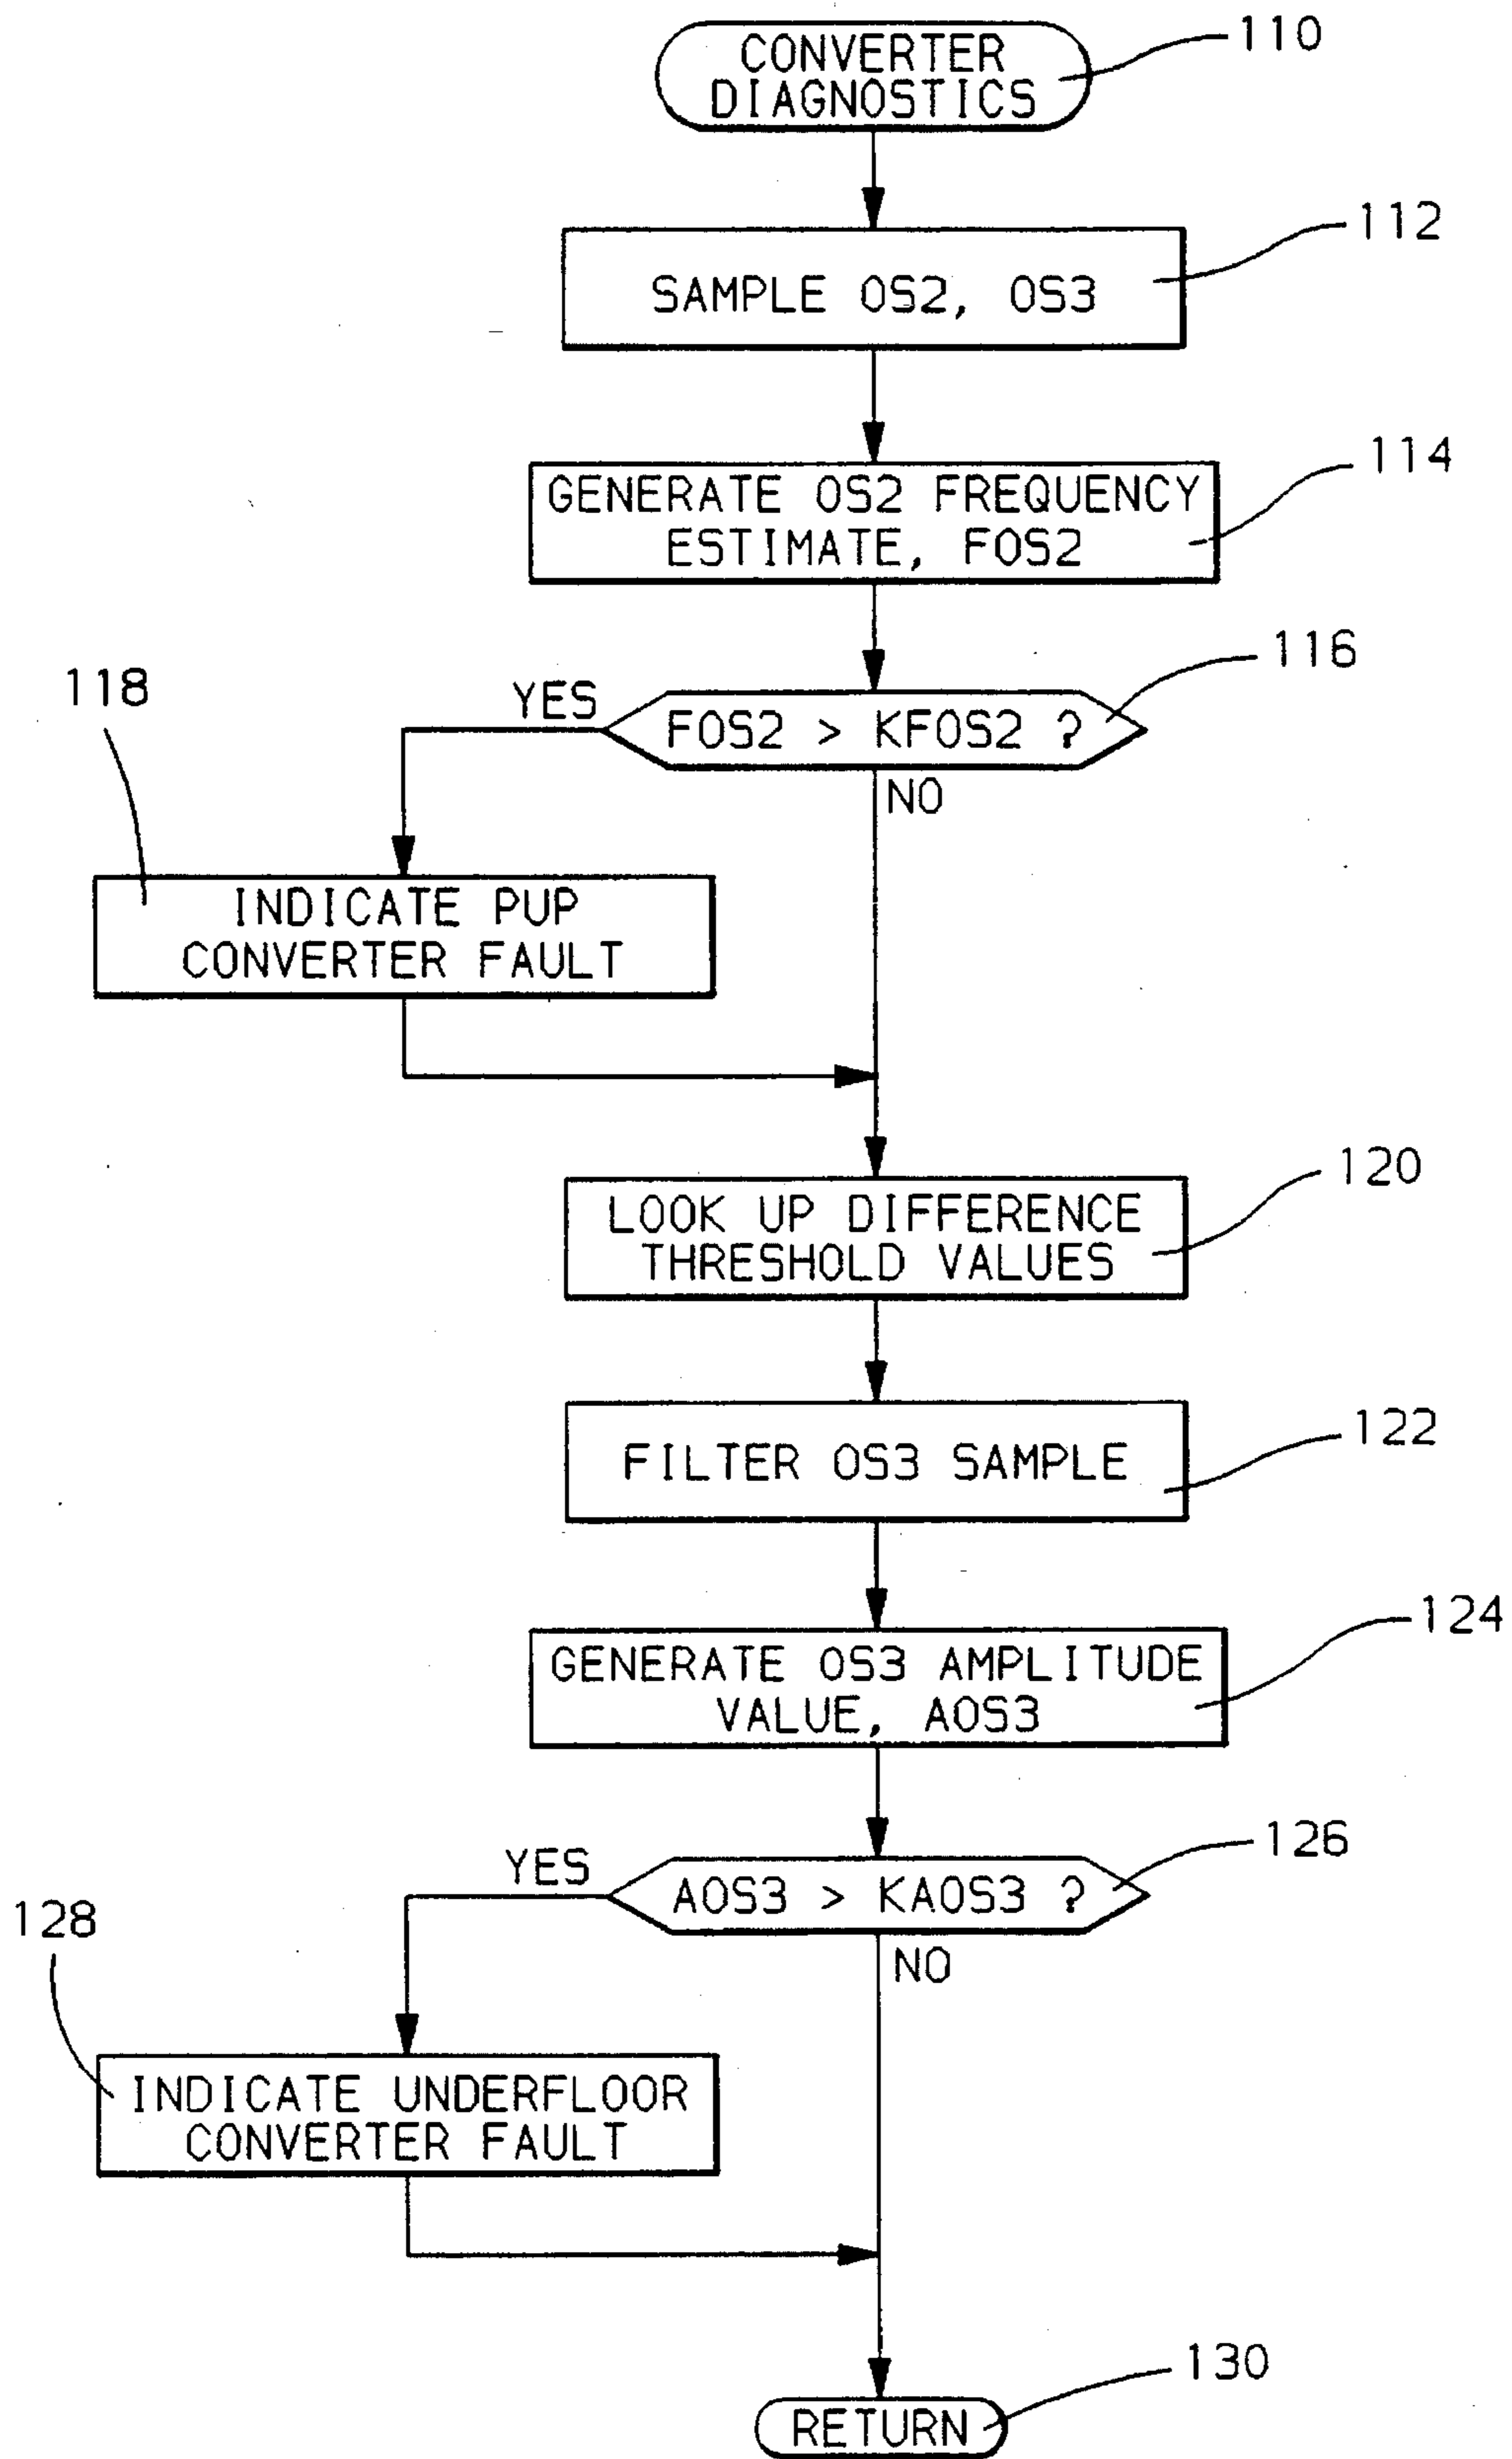 CONVERTER
DIAGNOSTICS
110
112
SAMPLE OS2, OS3
114
GENERATE OS2 FREQUENCY
ESTIMATE, FOS2
116
118
YES
FOS2 > KFOS2 ?
NO
INDICATE PUP
CONVERTER FAULT
120
LOOK UP DIFFERENCE
THRESHOLD VALUES
122
FILTER OS3 SAMPLE
124
GENERATE OS3 AMPLITUDE
VALUE, AOS3
126
YES
AOS3 > KAOS3 ?
128
NO
INDICATE UNDERFLOOR
CONVERTER FAULT
130
RETURN